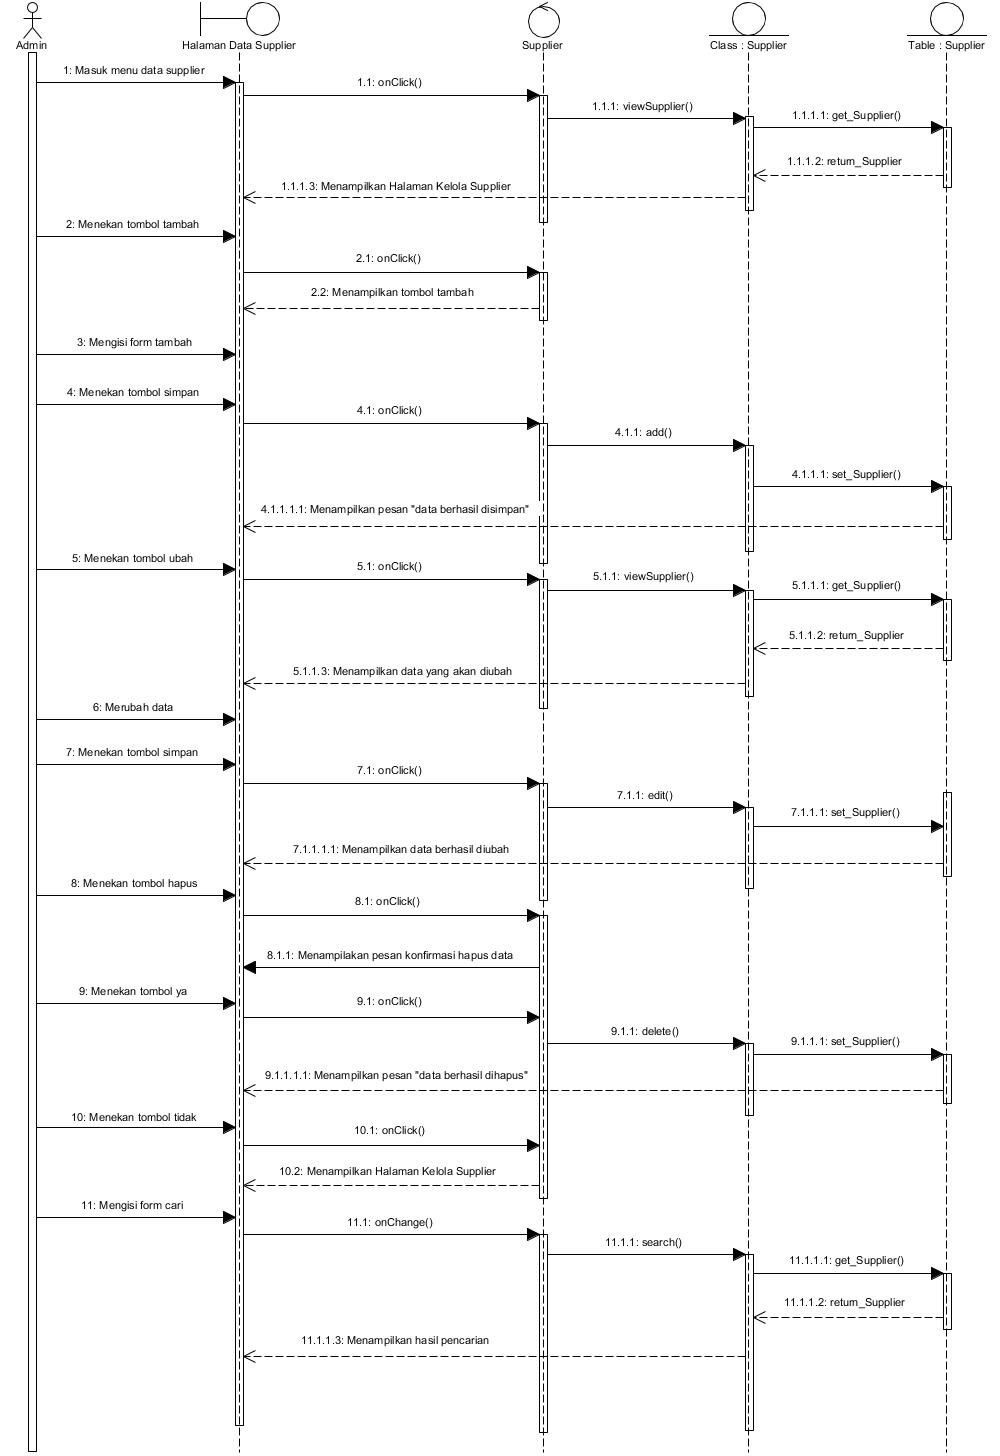 Admin
Halaman Data Supplier
Supplier
Class : Supplier
Table : Supplier
1: Masuk menu data supplier
1.1: onClick()
1.1.1: viewSupplier()
1.1.1.1: get_Supplier()
1.1.1.2: return_Supplier
1.1.1.3: Menampilkan Halaman Kelola Supplier
2: Menekan tombol tambah
2.1: onClick()
2.2: Menampilkan tombol tambah
3: Mengisi form tambah
4: Menekan tombol simpan
4.1: onClick()
4.1.1: add()
4.1.1.1: set_Supplier()
4.1.1.1.1: Menampilkan pesan "data berhasil disimpan"
5: Menekan tombol ubah
5.1: onClick()
5.1.1: viewSupplier()
5.1.1.1: get_Supplier()
5.1.1.2: return_Supplier
5.1.1.3: Menampilkan data yang akan diubah
6: Merubah data
7: Menekan tombol simpan
7.1: onClick()
7.1.1: edit()
7.1.1.1: set_Supplier()
7.1.1.1.1: Menampilkan data berhasil diubah
8: Menekan tombol hapus
8.1: onClick()
8.1.1: Menampilakan pesan konfirmasi hapus data
9: Menekan tombol ya
9.1: onClick()
9.1.1: delete()
9.1.1.1: set_Supplier()
9.1.1.1.1: Menampilkan pesan "data berhasil dihapus"
10: Menekan tombol tidak
10.1: onClick()
10.2: Menampilkan Halaman Kelola Supplier
11: Mengisi form cari
11.1: onChange()
11.1.1: search()
11.1.1.1: get_Supplier()
11.1.1.2: return_Supplier
11.1.1.3: Menampilkan hasil pencarian